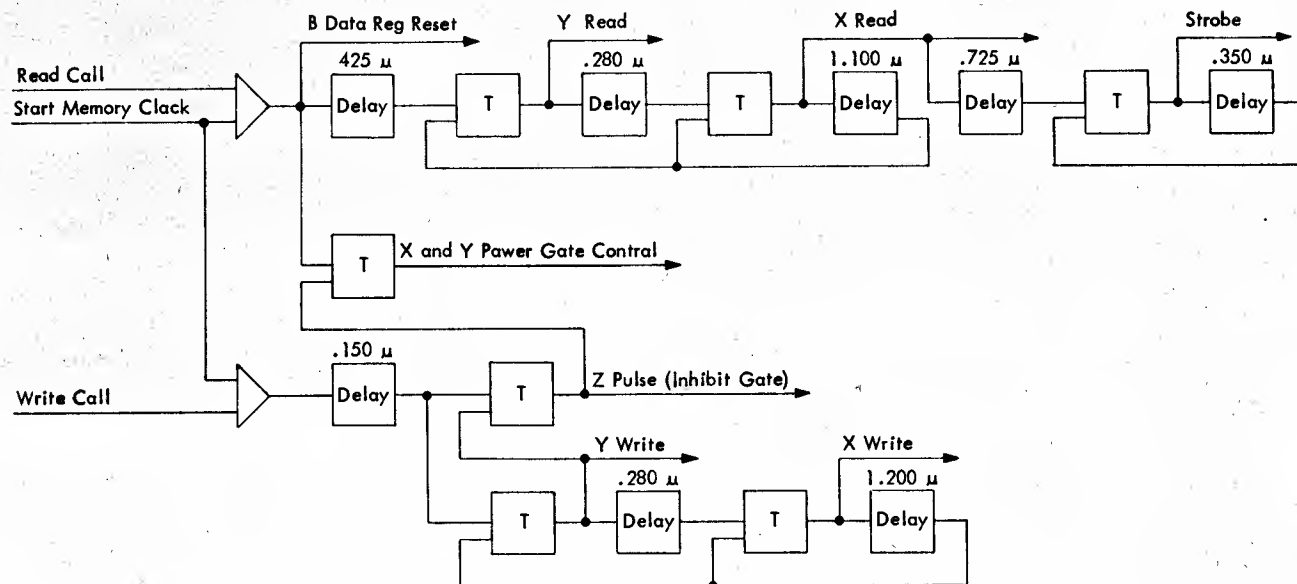 B Data Reg Reset
Y Read
X Read
Strobe
425 μ
.280 μ
1.100 μ
.725 μ
.350 μ
Read Call
Start Memory Clack
Delay
T
Delay
T
Delay
Delay
T
Delay
T
X and Y Pawer Gate Contral
.150 μ
Write Call
Delay
T
Z Pulse (Inhibit Gate)
Y Write
X Write
.280 μ
1.200 μ
T
Delay
T
Delay